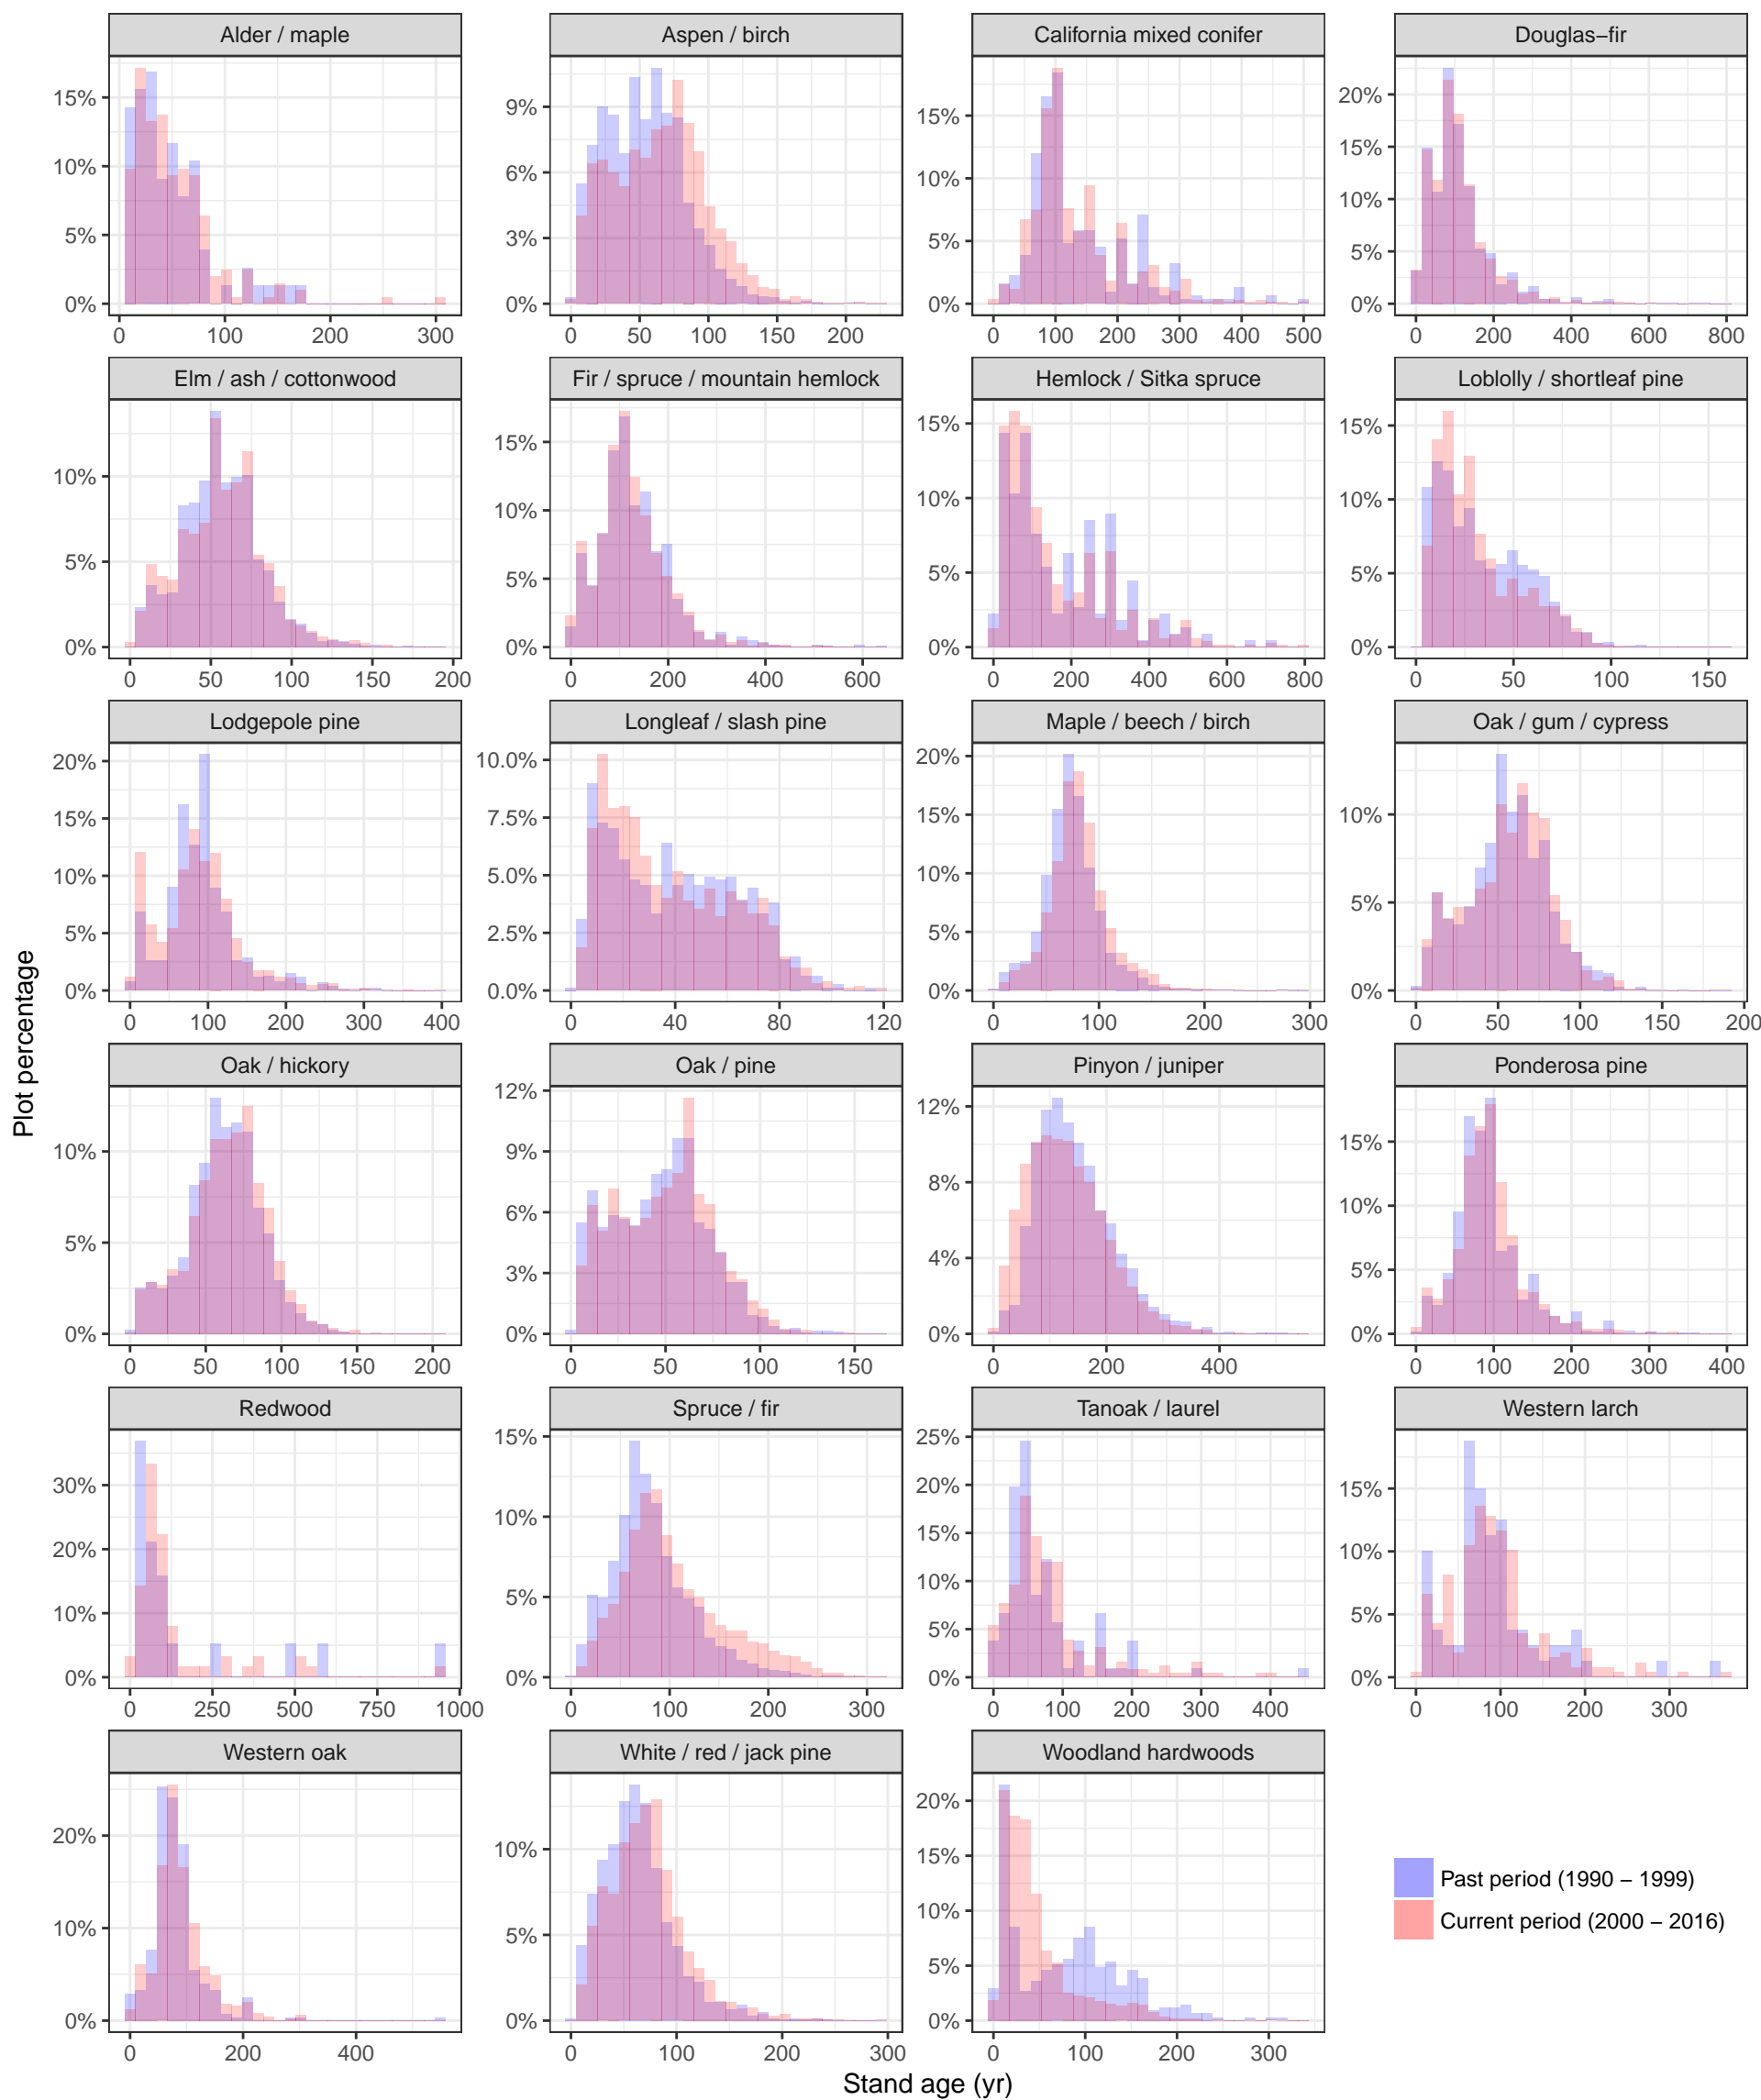 Alder / maple
Aspen / birch
California mixed conifer
Douglas−fir
15%
10%
5%
0%
0 100 200 300
9%
6%
3%
0%
0 50 100 150 200
15%
10%
5%
0%
0 100 200 300 400 500
20%
15%
10%
5%
0%
0 200 400 600 800
Elm / ash / cottonwood
Fir / spruce / mountain hemlock
Hemlock / Sitka spruce
Loblolly / shortleaf pine
10%
5%
0%
0 50 100 150 200
15%
10%
5%
0%
0 200 400 600
15%
10%
5%
0%
0 200 400 600 800
15%
10%
5%
0%
0 50 100 150
Lodgepole pine
Longleaf / slash pine
Maple / beech / birch
Oak / gum / cypress
20%
15%
10%
5%
0%
0 100 200 300 400
10.0%
7.5%
5.0%
2.5%
0.0%
0 40 80 120
20%
15%
10%
5%
0%
0 100 200 300
10%
5%
0%
0 50 100 150 200
Plot percentage
Oak / hickory
Oak / pine
Pinyon / juniper
Ponderosa pine
10%
5%
0%
0 50 100 150 200
12%
9%
6%
3%
0%
0 50 100 150
12%
8%
4%
0%
0 200 400
15%
10%
5%
0%
0 100 200 300 400
Redwood
Spruce / fir
Tanoak / laurel
Western larch
30%
20%
10%
0%
0 250 500 750 1000
15%
10%
5%
0%
0 100 200 300
25%
20%
15%
10%
5%
0%
0 100 200 300 400
15%
10%
5%
0%
0 100 200 300
Western oak
White / red / jack pine
Woodland hardwoods
20%
10%
0%
0 200 400
10%
5%
0%
0 100 200 300
20%
15%
10%
5%
0%
0 100 200 300
Past period (1990 − 1999)
Current period (2000 − 2016)
Stand age (yr)